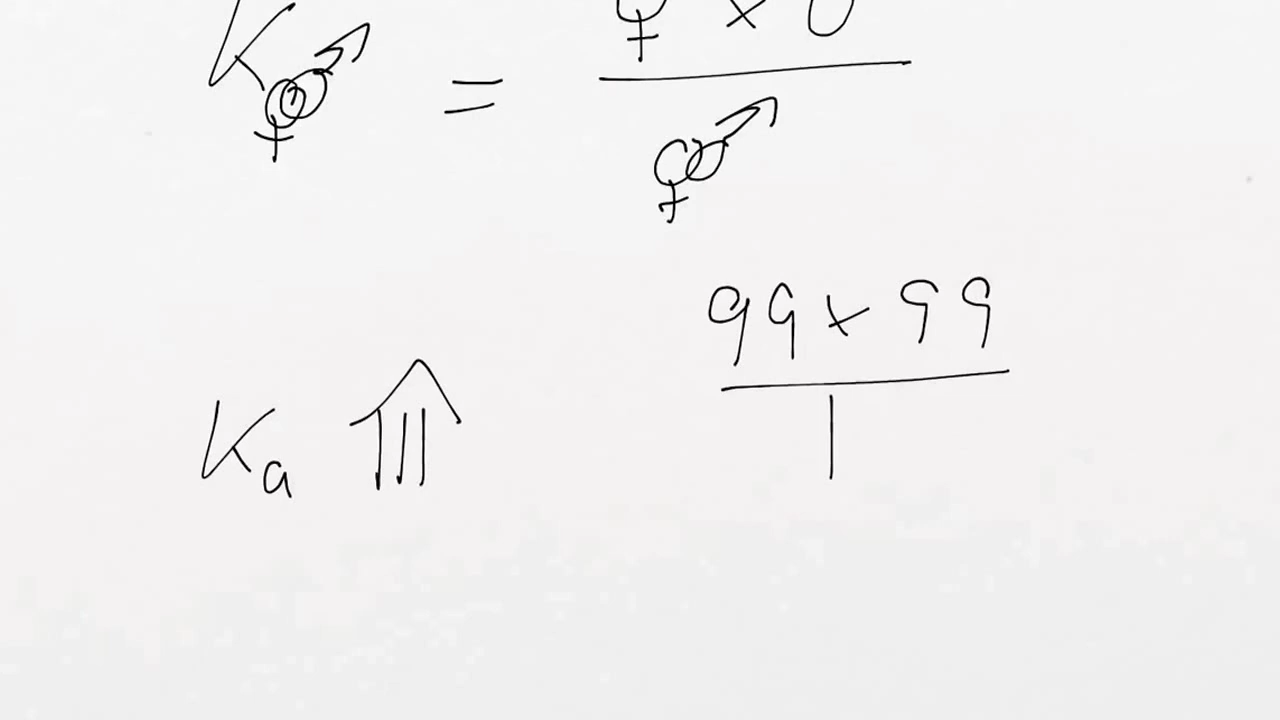 K⚤ = ♀ × ♂
⚤
99 × 99
Ka ⇑ 1